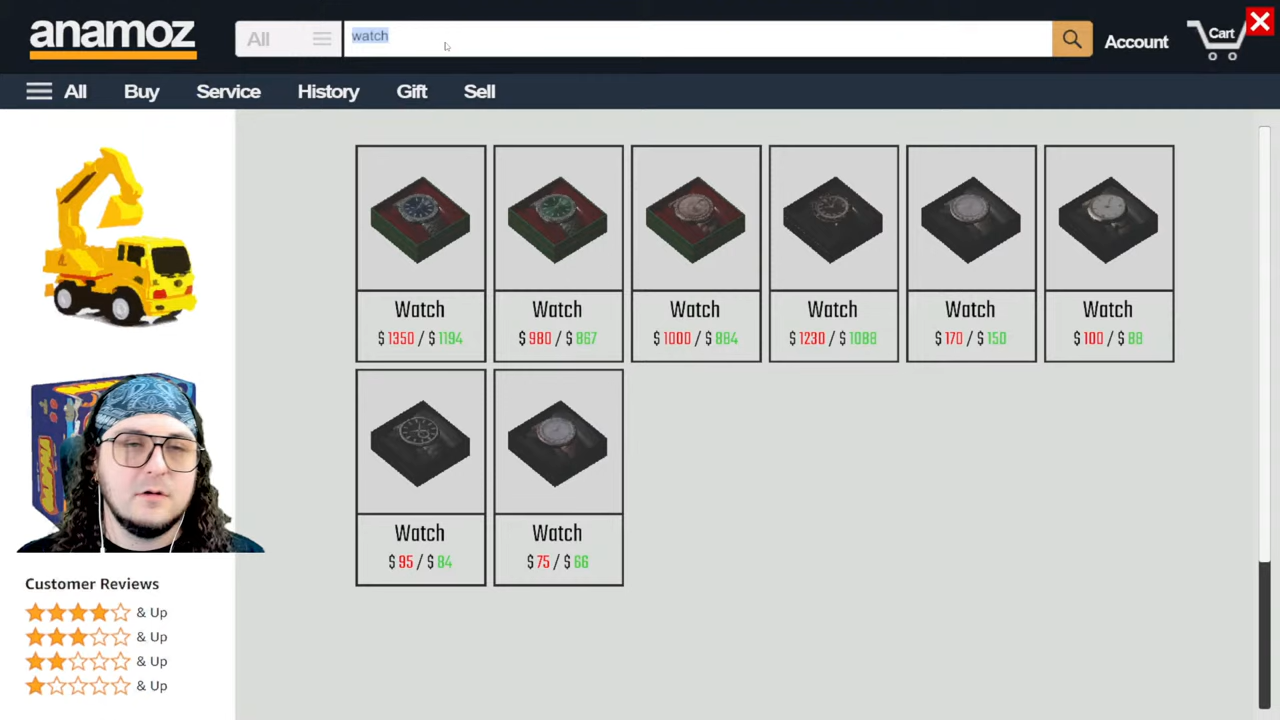 anamoz
All
watch
Account
Cart
All Buy Service History Gift Sell
Watch
$ 1350 / $ 1194
Watch
$ 980 / $ 867
Watch
$ 1000 / $ 884
Watch
$ 1230 / $ 1088
Watch
$ 170 / $ 150
Watch
$ 100 / $ 88
Watch
$ 95 / $ 84
Watch
$ 75 / $ 66
Customer Reviews
& Up
& Up
& Up
& Up